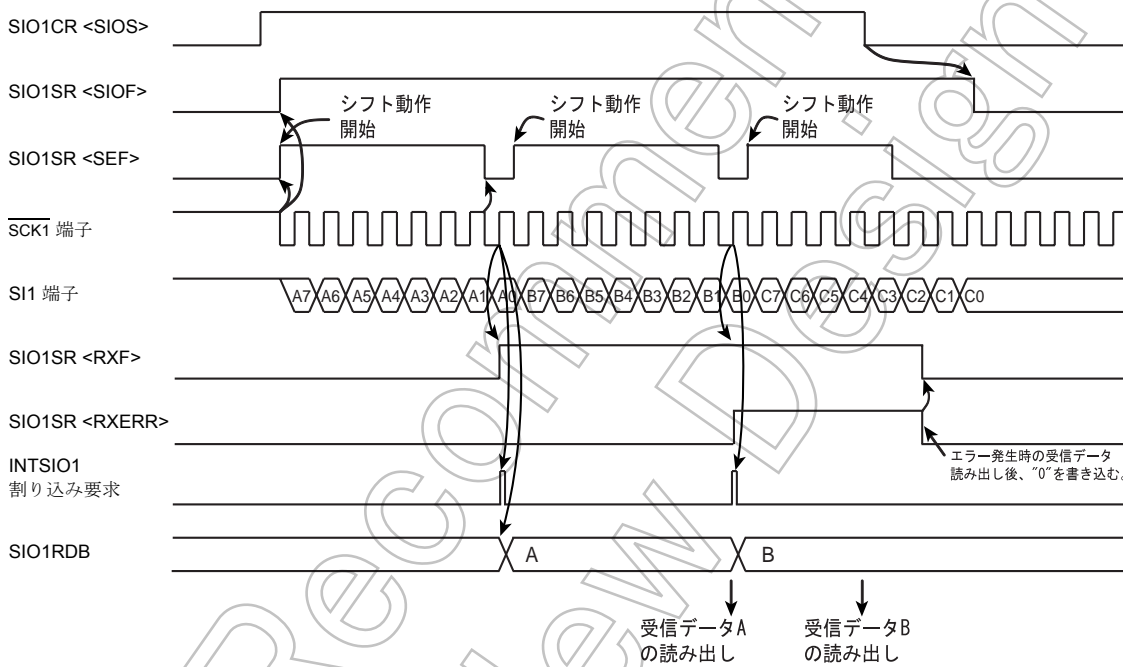 SIO1CR <SIOS>
SIO1SR <SIOF>
シフト動作
開始
シフト動作
開始
シフト動作
開始
SIO1SR <SEF>
SCK1 端子
SI1 端子
A7 A6 A5 A4 A3 A2 A1 A0 B7 B6 B5 B4 B3 B2 B1 B0 C7 C6 C5 C4 C3 C2 C1 C0
SIO1SR <RXF>
SIO1SR <RXERR>
エラー発生時の受信データ
読み出し後、"0"を書き込む。
INTSIO1
割り込み要求
SIO1RDB
A
B
受信データA
の読み出し
受信データB
の読み出し
Recommen
Design
ew